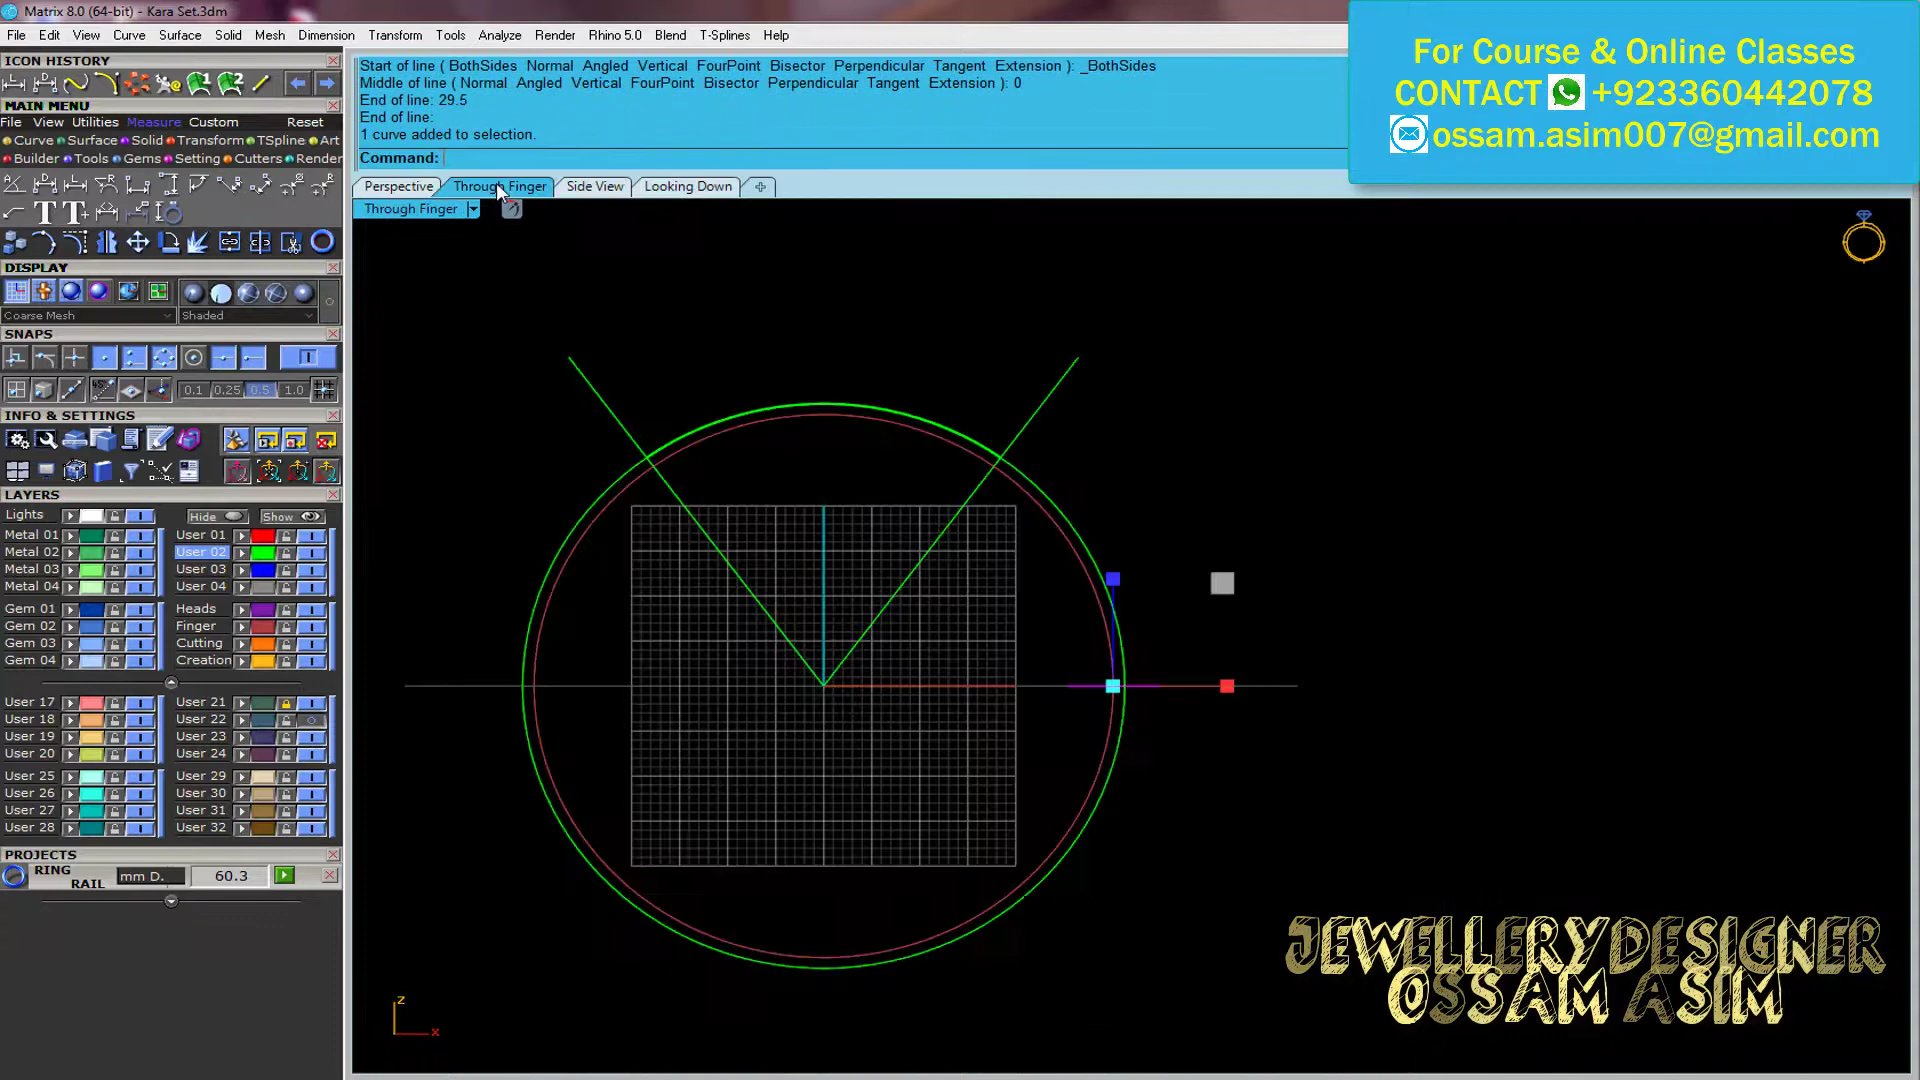 Matrix 8.0 (64-bit) - Kara Set.3dm
File Edit View Curve Surface Solid Mesh Dimension Transform Tools Analyze Render Rhino 5.0 Blend T-Splines Help
For Course & Online Classes
CONTACT +923360442078
ossam.asim007@gmail.com
ICON HISTORY
1 2
MAIN MENU
File View Utilities Measure Custom Reset
Curve Surface Solid Transform TSpline Art
Builder Tools Gems Setting Cutters Render
T T+
DISPLAY
Coarse Mesh Shaded
SNAPS
0.1 0.25 0.5 1.0
INFO & SETTINGS
LAYERS
Lights Hide Show
Metal 01 User 01
Metal 02 User 02
Metal 03 User 03
Metal 04 User 04
Gem 01 Heads
Gem 02 Finger
Gem 03 Cutting
Gem 04 Creation
User 17 User 21
User 18 User 22
User 19 User 23
User 20 User 24
User 25 User 29
User 26 User 30
User 27 User 31
User 28 User 32
PROJECTS
RING RAIL mm D. 60.3
Start of line ( BothSides Normal Angled Vertical FourPoint Bisector Perpendicular Tangent Extension ): _BothSides
Middle of line ( Normal Angled Vertical FourPoint Bisector Perpendicular Tangent Extension ): 0
End of line: 29.5
End of line:
1 curve added to selection.
Command:
Perspective Through Finger Side View Looking Down
Through Finger
z
x
JEWELLERYDESIGNER
OSSAM ASIM